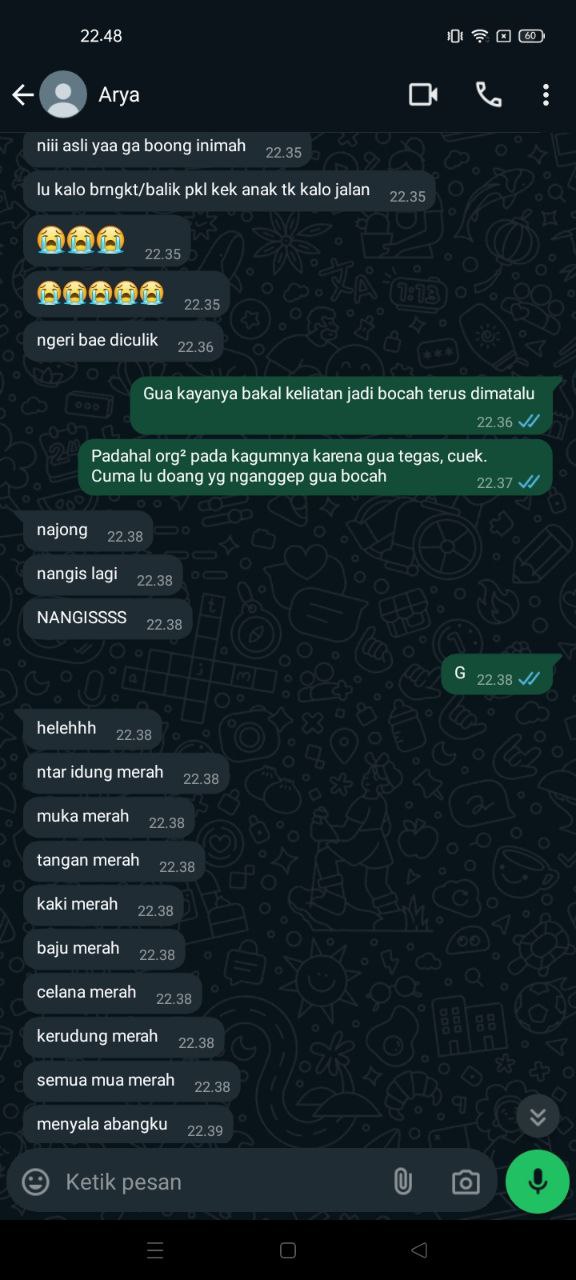 22.48
60
Arya
niii asli yaa ga boong inimah 22.35
lu kalo brngkt/balik pkl kek anak tk kalo jalan 22.35
😭😭😭 22.35
😭😭😭😭😭 22.35
ngeri bae diculik 22.36
Gua kayanya bakal keliatan jadi bocah terus dimatalu
22.36
Padahal org² pada kagumnya karena gua tegas, cuek.
Cuma lu doang yg nganggep gua bocah 22.37
najong 22.38
nangis lagi 22.38
NANGISSSS 22.38
G 22.38
helehhh 22.38
ntar idung merah 22.38
muka merah 22.38
tangan merah 22.38
kaki merah 22.38
baju merah 22.38
celana merah 22.38
kerudung merah 22.38
semua mua merah 22.38
menyala abangku 22.39
Ketik pesan